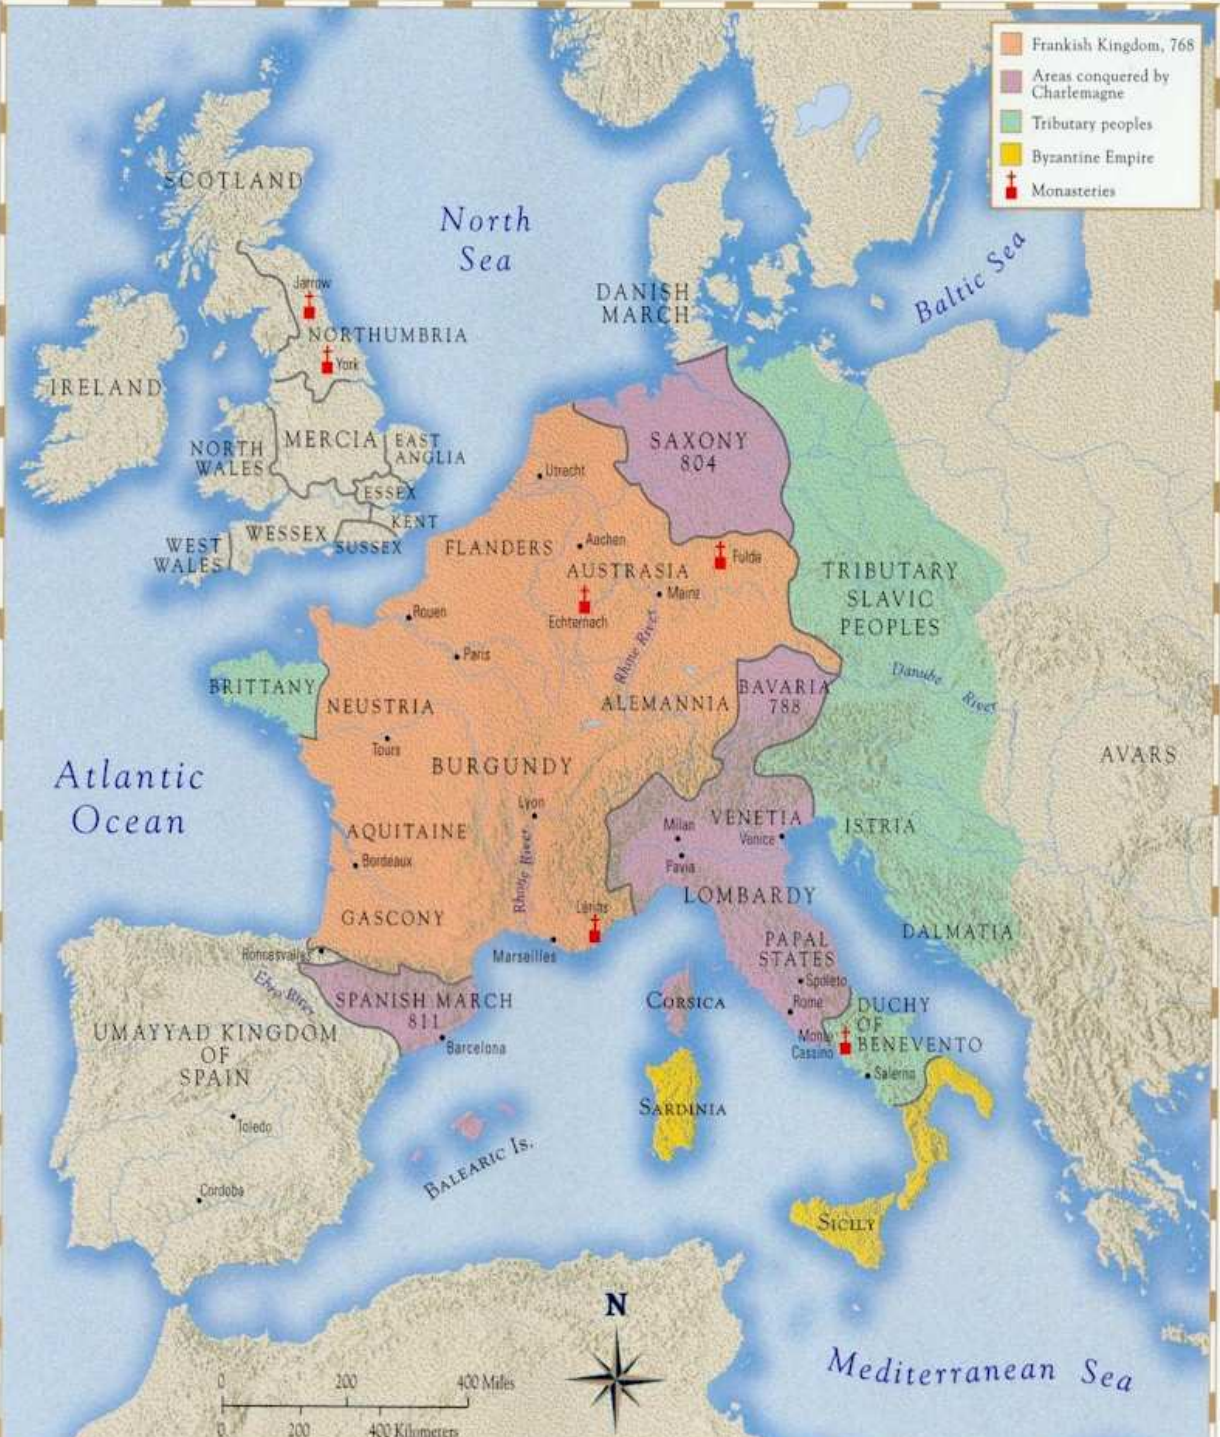 Frankish Kingdom, 768
Areas conquered by
Charlemagne
Tributary peoples
Byzantine Empire
Monasteries
SCOTLAND
North
Sea
Baltic Sea
Jarrow
DANISH
MARCH
NORTHUMBRIA
York
IRELAND
MERCIA
EAST
ANGLIA
NORTH
WALES
SAXONY
804
Utrecht
ESSEX
KENT
WESSEX
SUSSEX
WEST
WALES
FLANDERS
Aachen
Fulda
AUSTRASIA
Mainz
TRIBUTARY
SLAVIC
PEOPLES
Rouen
Echternach
Rhine River
Paris
BRITTANY
NEUSTRIA
ALEMANNIA
BAVARIA
788
Danube
River
Tours
BURGUNDY
AVARS
Atlantic
Ocean
Lyon
AQUITAINE
Milan
VENETIA
Venice
ISTRIA
Bordeaux
Pavia
Rhone River
LOMBARDY
GASCONY
Lérins
DALMATIA
PAPAL
STATES
Roncesvalles
Marseilles
Ebro River
Spoleto
SPANISH MARCH
811
CORSICA
Rome
DUCHY
OF
BENEVENTO
UMAYYAD KINGDOM
OF
SPAIN
Barcelona
Monte
Cassino
Salerno
SARDINIA
Toledo
BALEARIC IS.
Cordoba
SICILY
N
Mediterranean Sea
0 200 400 Miles
0 200 400 Kilometers